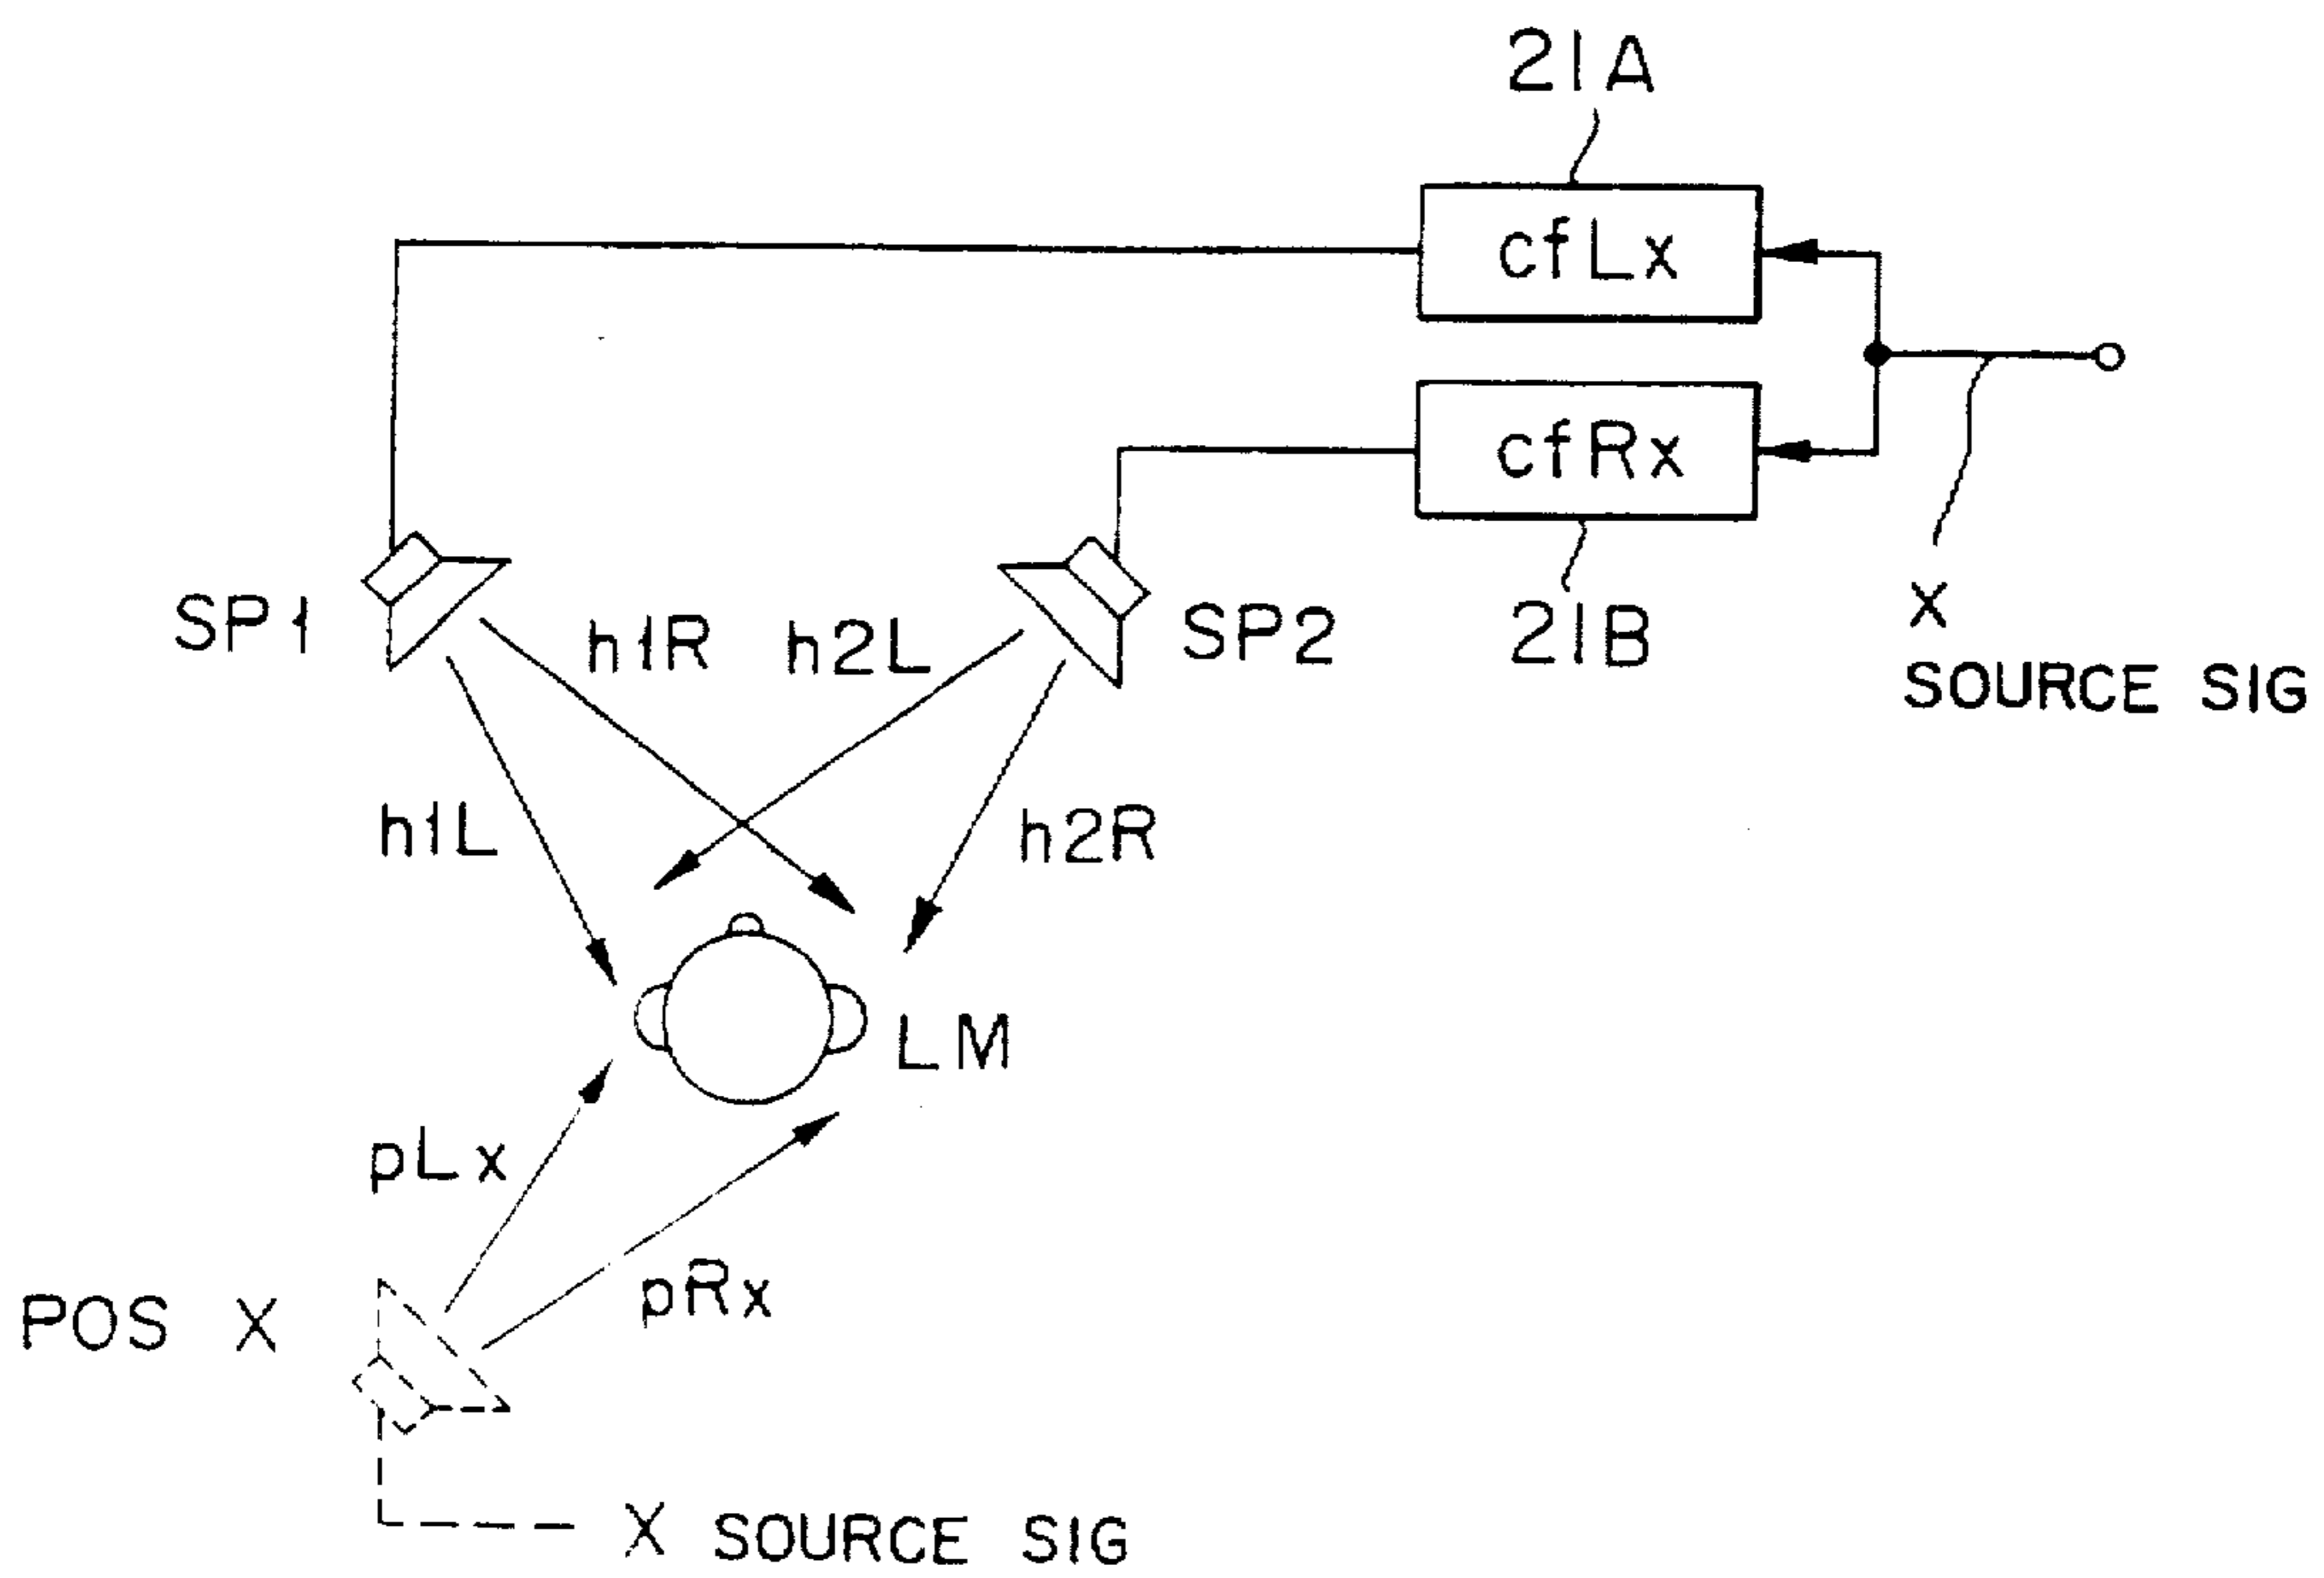 21A
cfLx
cfRx
SP1
h1R
h2L
SP2
21B
X
SOURCE SIG
h1L
h2R
LM
pLx
pRx
POS X
X SOURCE SIG